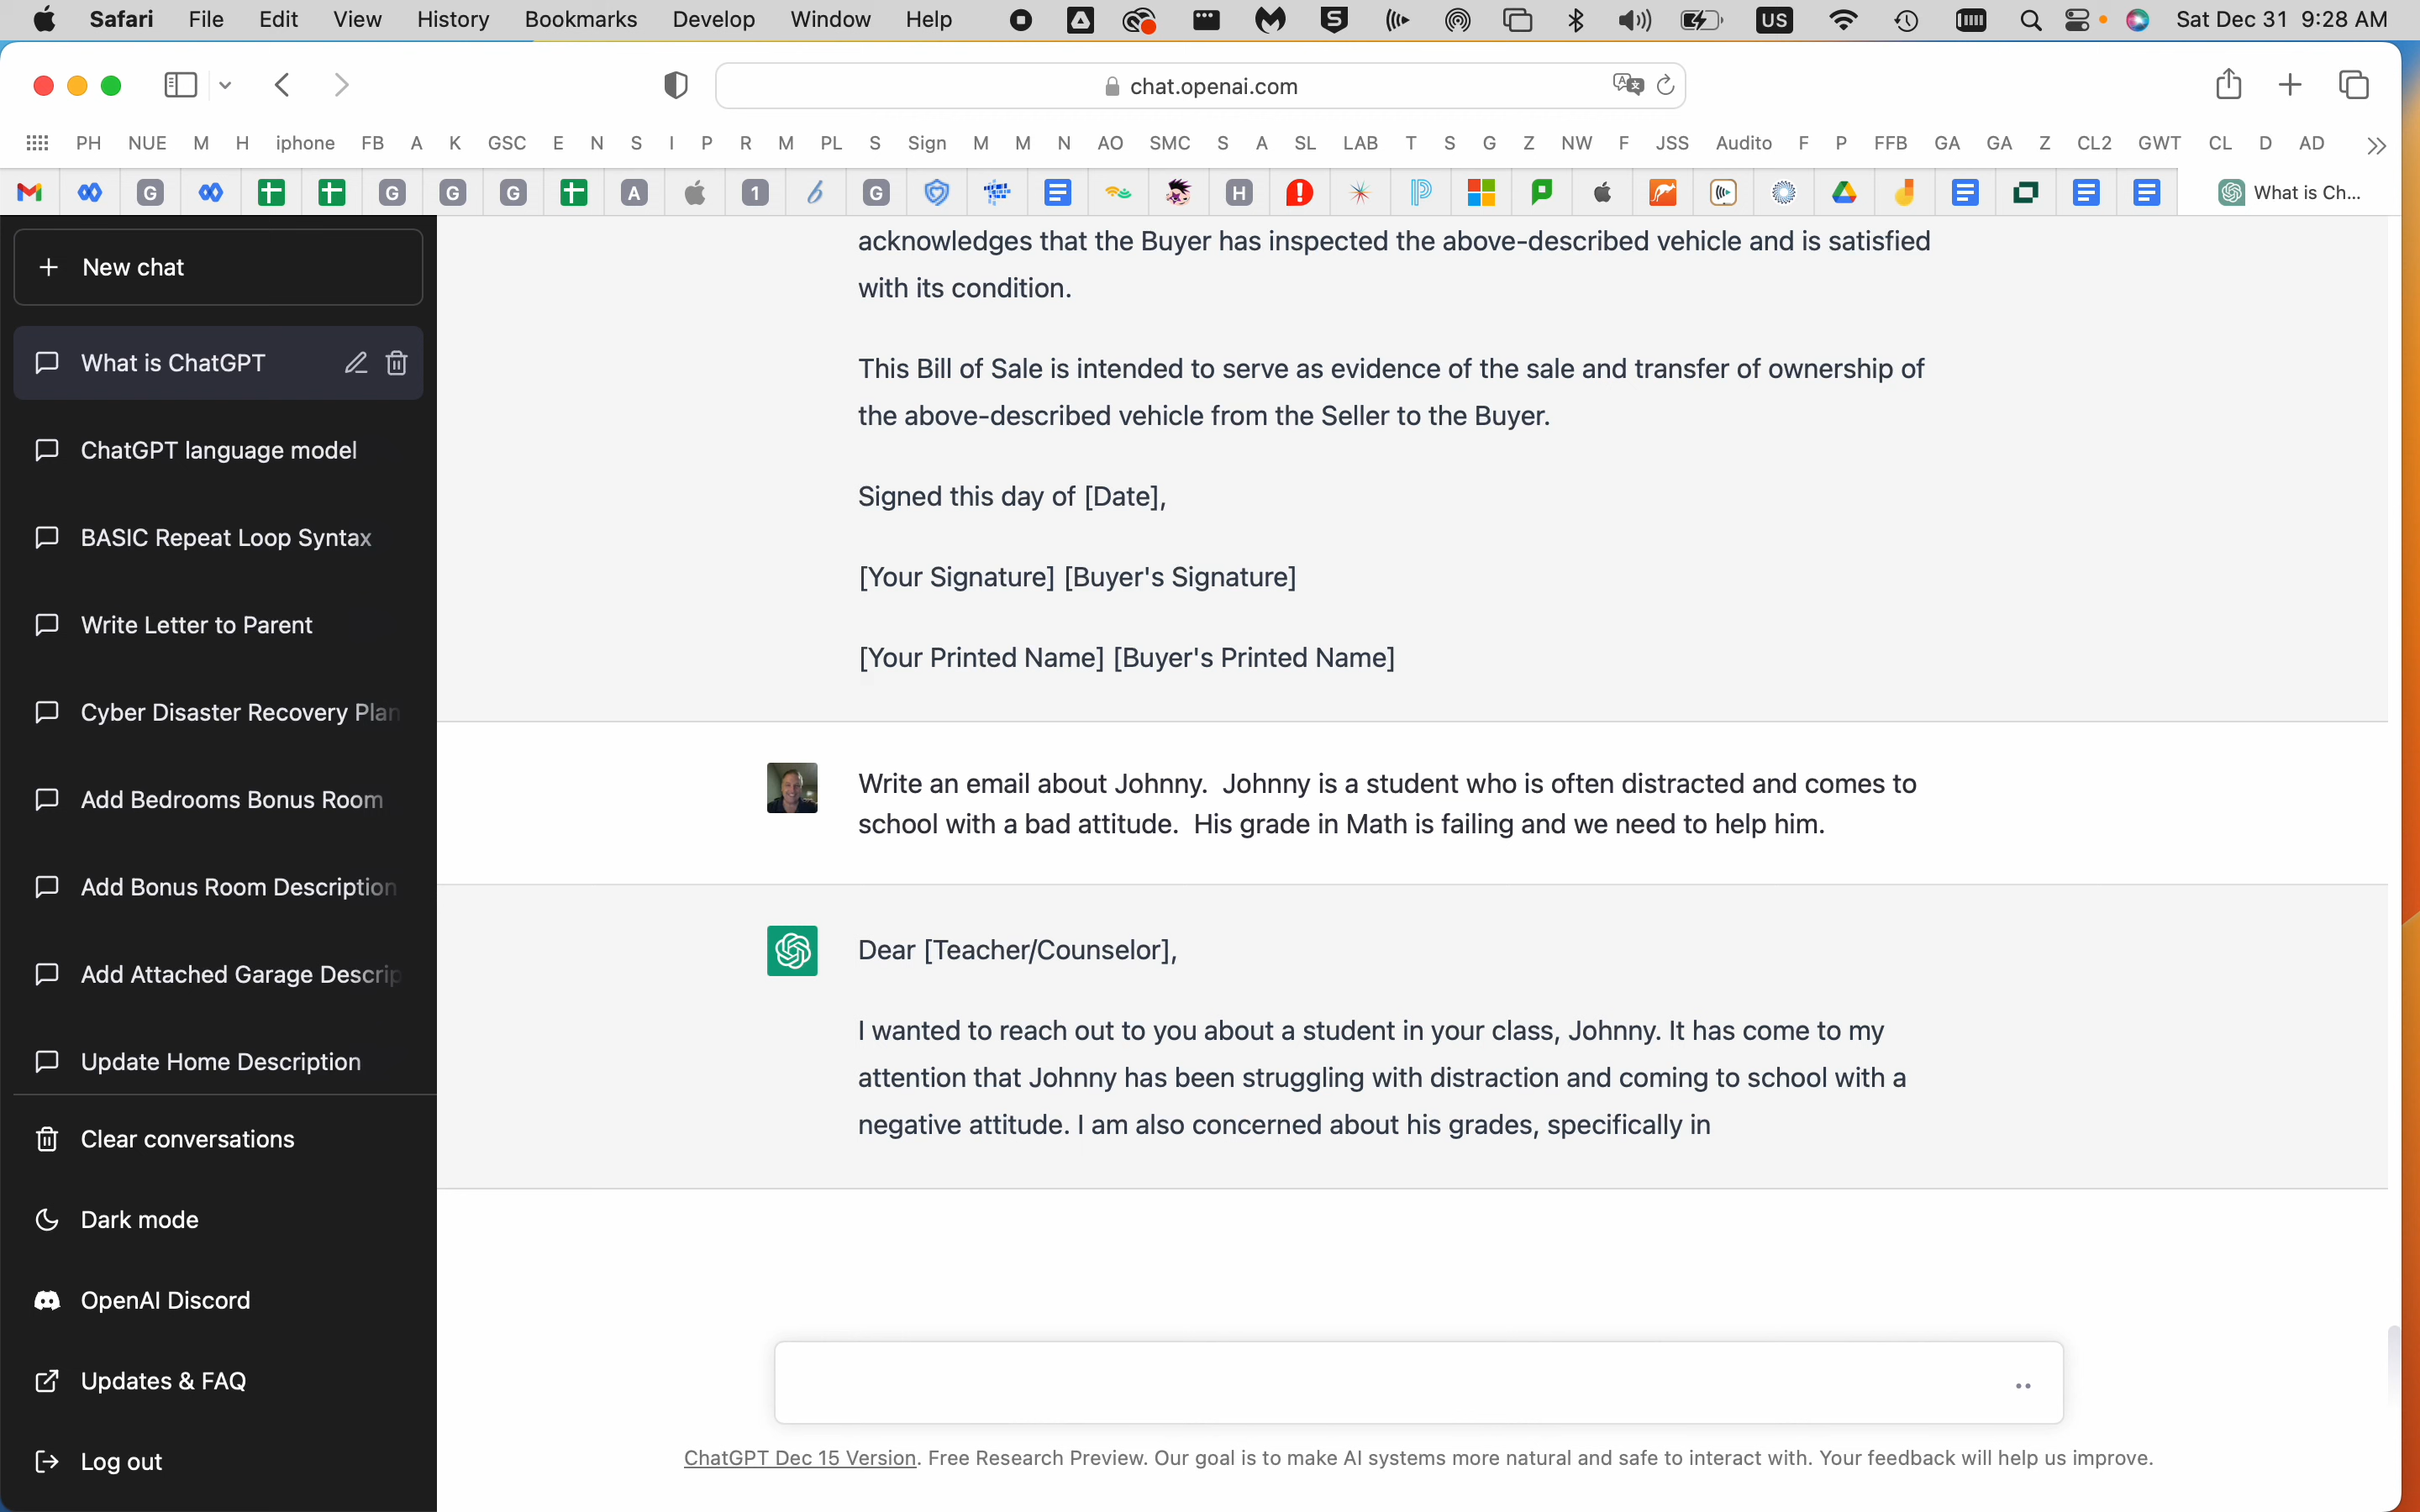 Safari File Edit View History Bookmarks Develop Window Help US Sat Dec 31 9:28 AM
chat.openai.com
PH NUE M H iphone FB A K GSC E N S I P R M PL S Sign M M N AO SMC S A SL LAB T S G Z NW F JSS Audito F P FFB GA GA Z CL2 GWT CL D AD
G G G G A 1 G H What is Ch...
New chat
What is ChatGPT
ChatGPT language model
BASIC Repeat Loop Syntax
Write Letter to Parent
Cyber Disaster Recovery Plan
Add Bedrooms Bonus Room
Add Bonus Room Description
Add Attached Garage Descrip
Update Home Description
Clear conversations
Dark mode
OpenAI Discord
Updates & FAQ
Log out
acknowledges that the Buyer has inspected the above-described vehicle and is satisfied
with its condition.
This Bill of Sale is intended to serve as evidence of the sale and transfer of ownership of
the above-described vehicle from the Seller to the Buyer.
Signed this day of [Date],
[Your Signature] [Buyer's Signature]
[Your Printed Name] [Buyer's Printed Name]
Write an email about Johnny.  Johnny is a student who is often distracted and comes to
school with a bad attitude.  His grade in Math is failing and we need to help him.
Dear [Teacher/Counselor],
I wanted to reach out to you about a student in your class, Johnny. It has come to my
attention that Johnny has been struggling with distraction and coming to school with a
negative attitude. I am also concerned about his grades, specifically in
ChatGPT Dec 15 Version. Free Research Preview. Our goal is to make AI systems more natural and safe to interact with. Your feedback will help us improve.